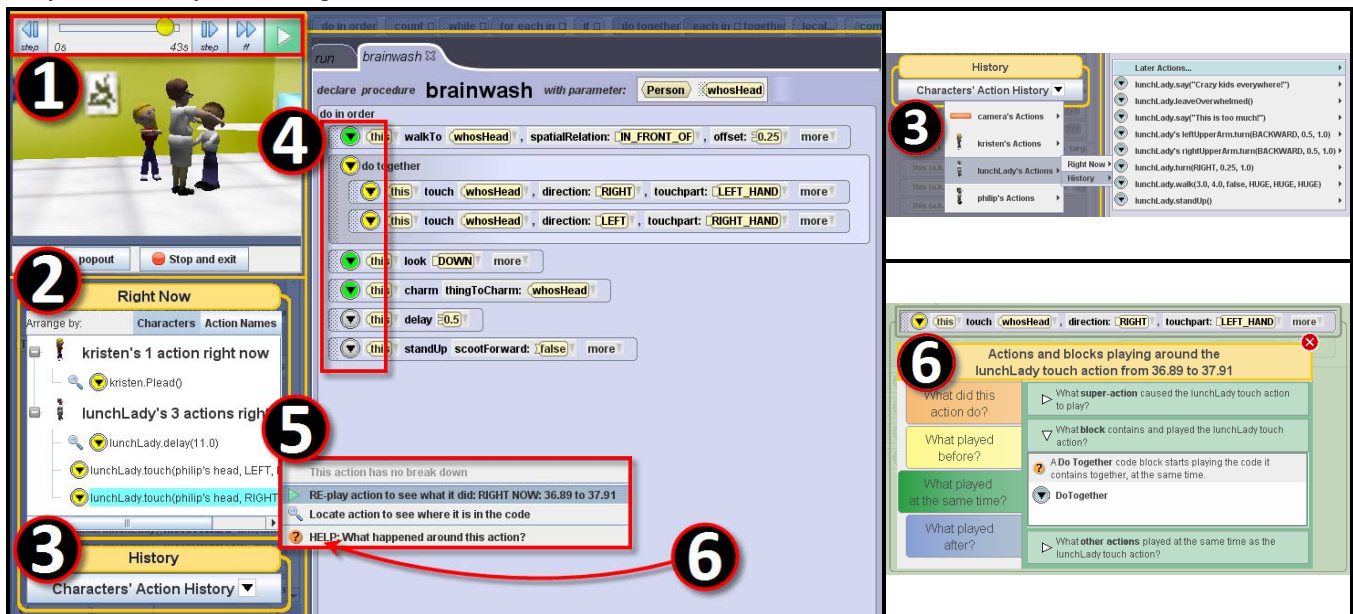 do in order count while for each in if do together each in together local...
step 0s 43s step ff
1
run brainwash
declare procedure brainwash with parameter: Person whosHead
do in order
4
this walkTo whosHead , spatialRelation: IN_FRONT_OF , offset: 0.25 more
do together
this touch whosHead , direction: RIGHT , touchpart: LEFT_HAND more
this touch whosHead , direction: LEFT , touchpart: RIGHT_HAND more
this look DOWN more
this charm thingToCharm: whosHead
this delay 0.5
this standUp scootForward: false more
popout Stop and exit
2
Right Now
Arrange by: Characters Action Names
kristen's 1 action right now
kristen.Plead()
lunchLady's 3 actions right
lunchLady.delay(11.0)
lunchLady.touch(philip's head, LEFT,
lunchLady.touch(philip's head, RIGHT
5
This action has no break down
RE-play action to see what it did: RIGHT NOW: 36.89 to 37.91
Locate action to see where it is in the code
HELP: What happened around this action?
6
3
History
Characters' Action History
3
History
Characters' Action History
camera's Actions
kristen's Actions
lunchLady's Actions
philip's Actions
Right Now
History
Later Actions...
lunchLady.say("Crazy kids everywhere!")
lunchLady.leaveOverwhelmed()
lunchLady.say("This is too much!")
lunchLady's leftUpperArm.turn(BACKWARD, 0.5, 1.0)
lunchLady's rightUpperArm.turn(BACKWARD, 0.5, 1.0)
lunchLady.turn(RIGHT, 0.25, 1.0)
lunchLady.walk(3.0, 4.0, false, HUGE, HUGE, HUGE)
lunchLady.standUp()
this touch whosHead , direction: RIGHT , touchpart: LEFT_HAND more
6
Actions and blocks playing around the
lunchLady touch action from 36.89 to 37.91
What did this
action do?
What played
before?
What played
at the same time?
What played
after?
What super-action caused the lunchLady touch action
to play?
What block contains and played the lunchLady touch
action?
A Do Together code block starts playing the code it
contains together, at the same time.
DoTogether
What other actions played at the same time as the
lunchLady touch action?